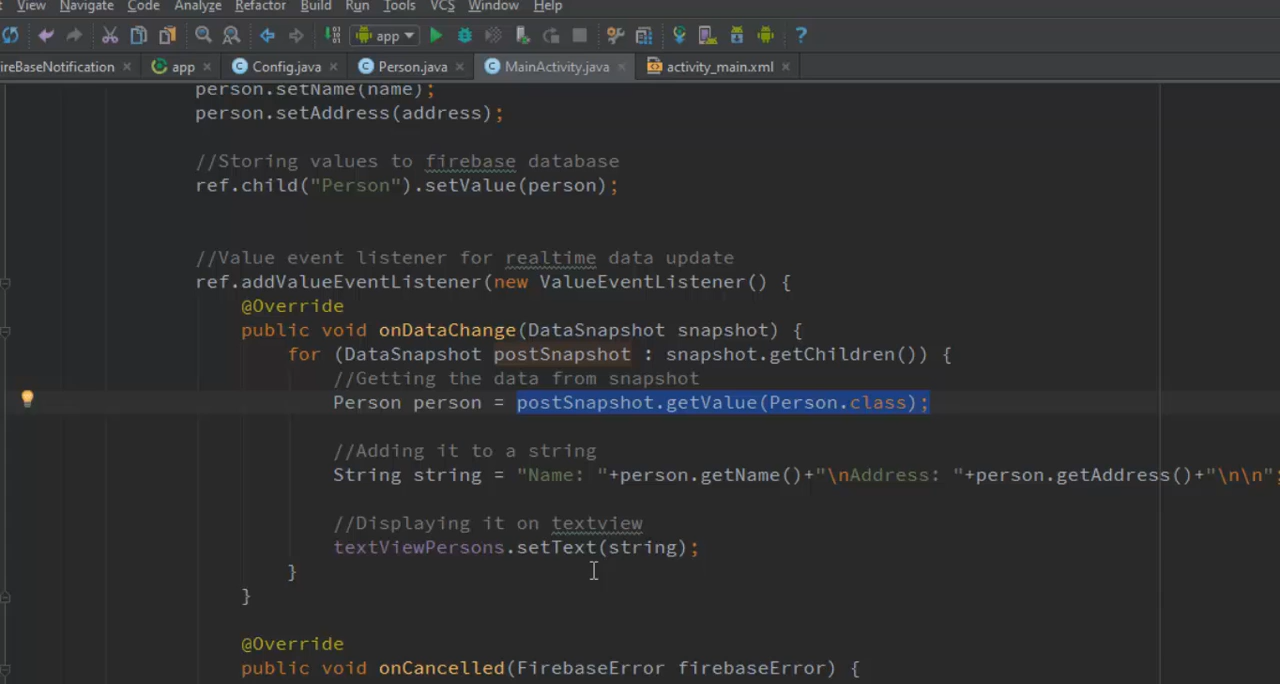 View Navigate Code Analyze Refactor Build Run Tools VCS Window Help
app
ireBaseNotification app Config.java Person.java MainActivity.java activity_main.xml
person.setName(name);
person.setAddress(address);
//Storing values to firebase database
ref.child("Person").setValue(person);
//Value event listener for realtime data update
ref.addValueEventListener(new ValueEventListener() {
@Override
public void onDataChange(DataSnapshot snapshot) {
for (DataSnapshot postSnapshot : snapshot.getChildren()) {
//Getting the data from snapshot
Person person = postSnapshot.getValue(Person.class);
//Adding it to a string
String string = "Name: "+person.getName()+"\nAddress: "+person.getAddress()+"\n\n";
//Displaying it on textview
textViewPersons.setText(string);
}
}
@Override
public void onCancelled(FirebaseError firebaseError) {